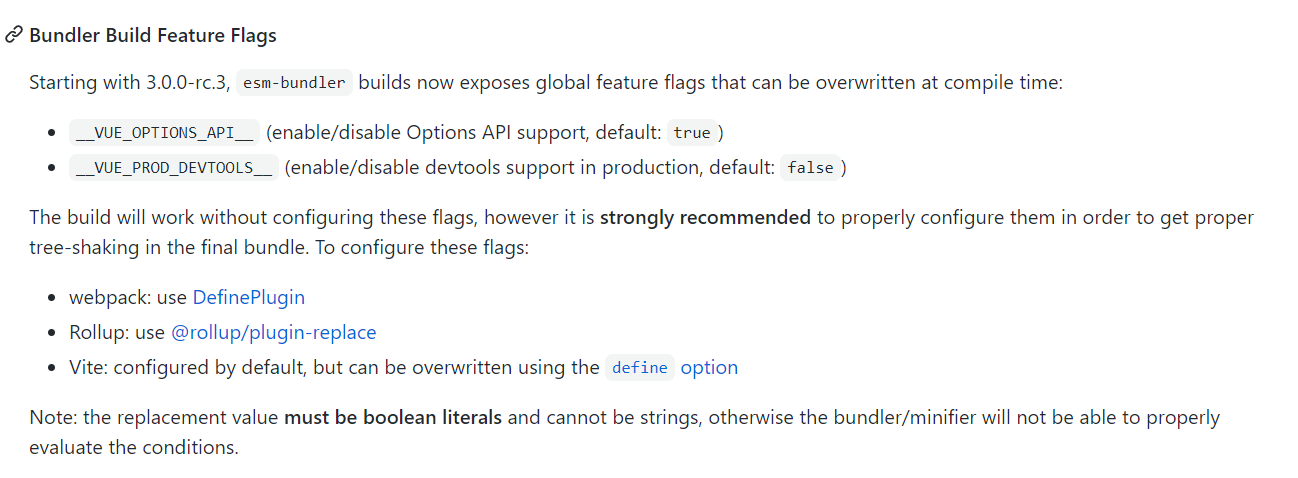 Bundler Build Feature Flags
Starting with 3.0.0-rc.3, esm-bundler builds now exposes global feature flags that can be overwritten at compile time:
• __VUE_OPTIONS_API__ (enable/disable Options API support, default: true)
• __VUE_PROD_DEVTOOLS__ (enable/disable devtools support in production, default: false)
The build will work without configuring these flags, however it is strongly recommended to properly configure them in order to get proper
tree-shaking in the final bundle. To configure these flags:
• webpack: use DefinePlugin
• Rollup: use @rollup/plugin-replace
• Vite: configured by default, but can be overwritten using the define option
Note: the replacement value must be boolean literals and cannot be strings, otherwise the bundler/minifier will not be able to properly
evaluate the conditions.